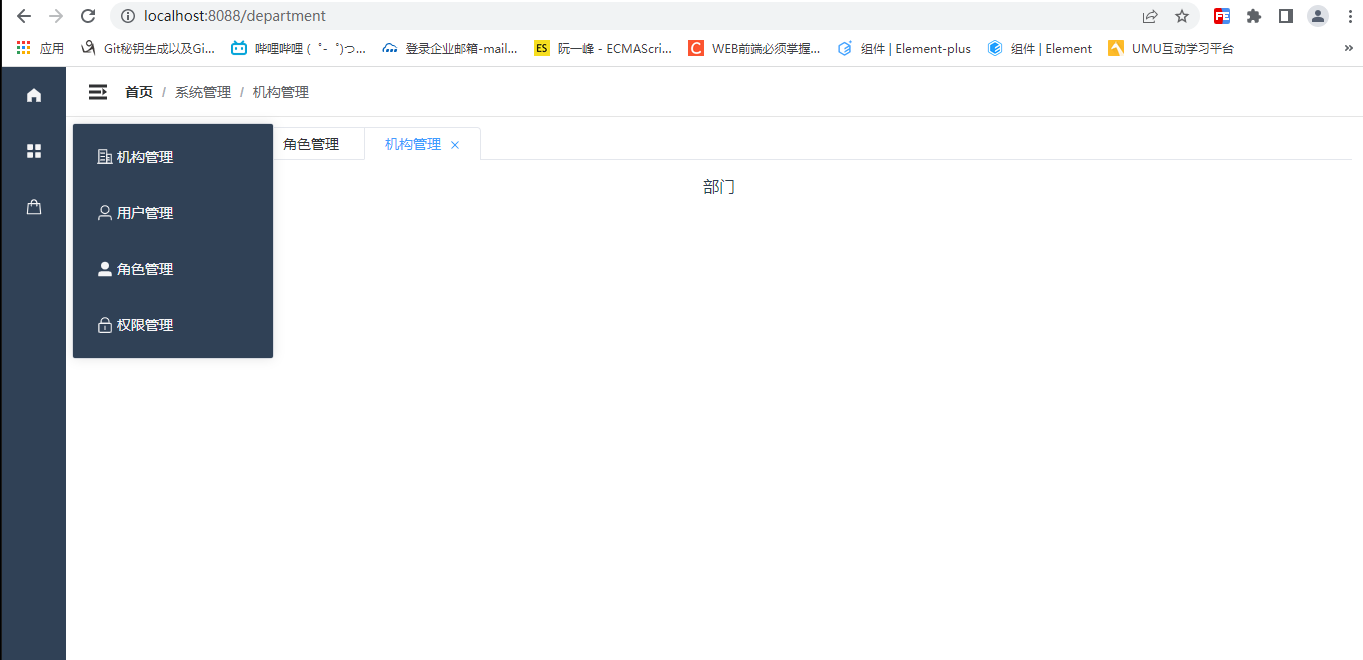 localhost:8088/department
应用 Git秘钥生成以及Gi... 哔哩哔哩 ( ゜- ゜)つ... 登录企业邮箱-mail... ES 阮一峰 - ECMAScri... C WEB前端必须掌握... 组件 | Element-plus 组件 | Element UMU互动学习平台 »
首页 / 系统管理 / 机构管理
角色管理 机构管理 ×
机构管理
用户管理
角色管理
权限管理
部门